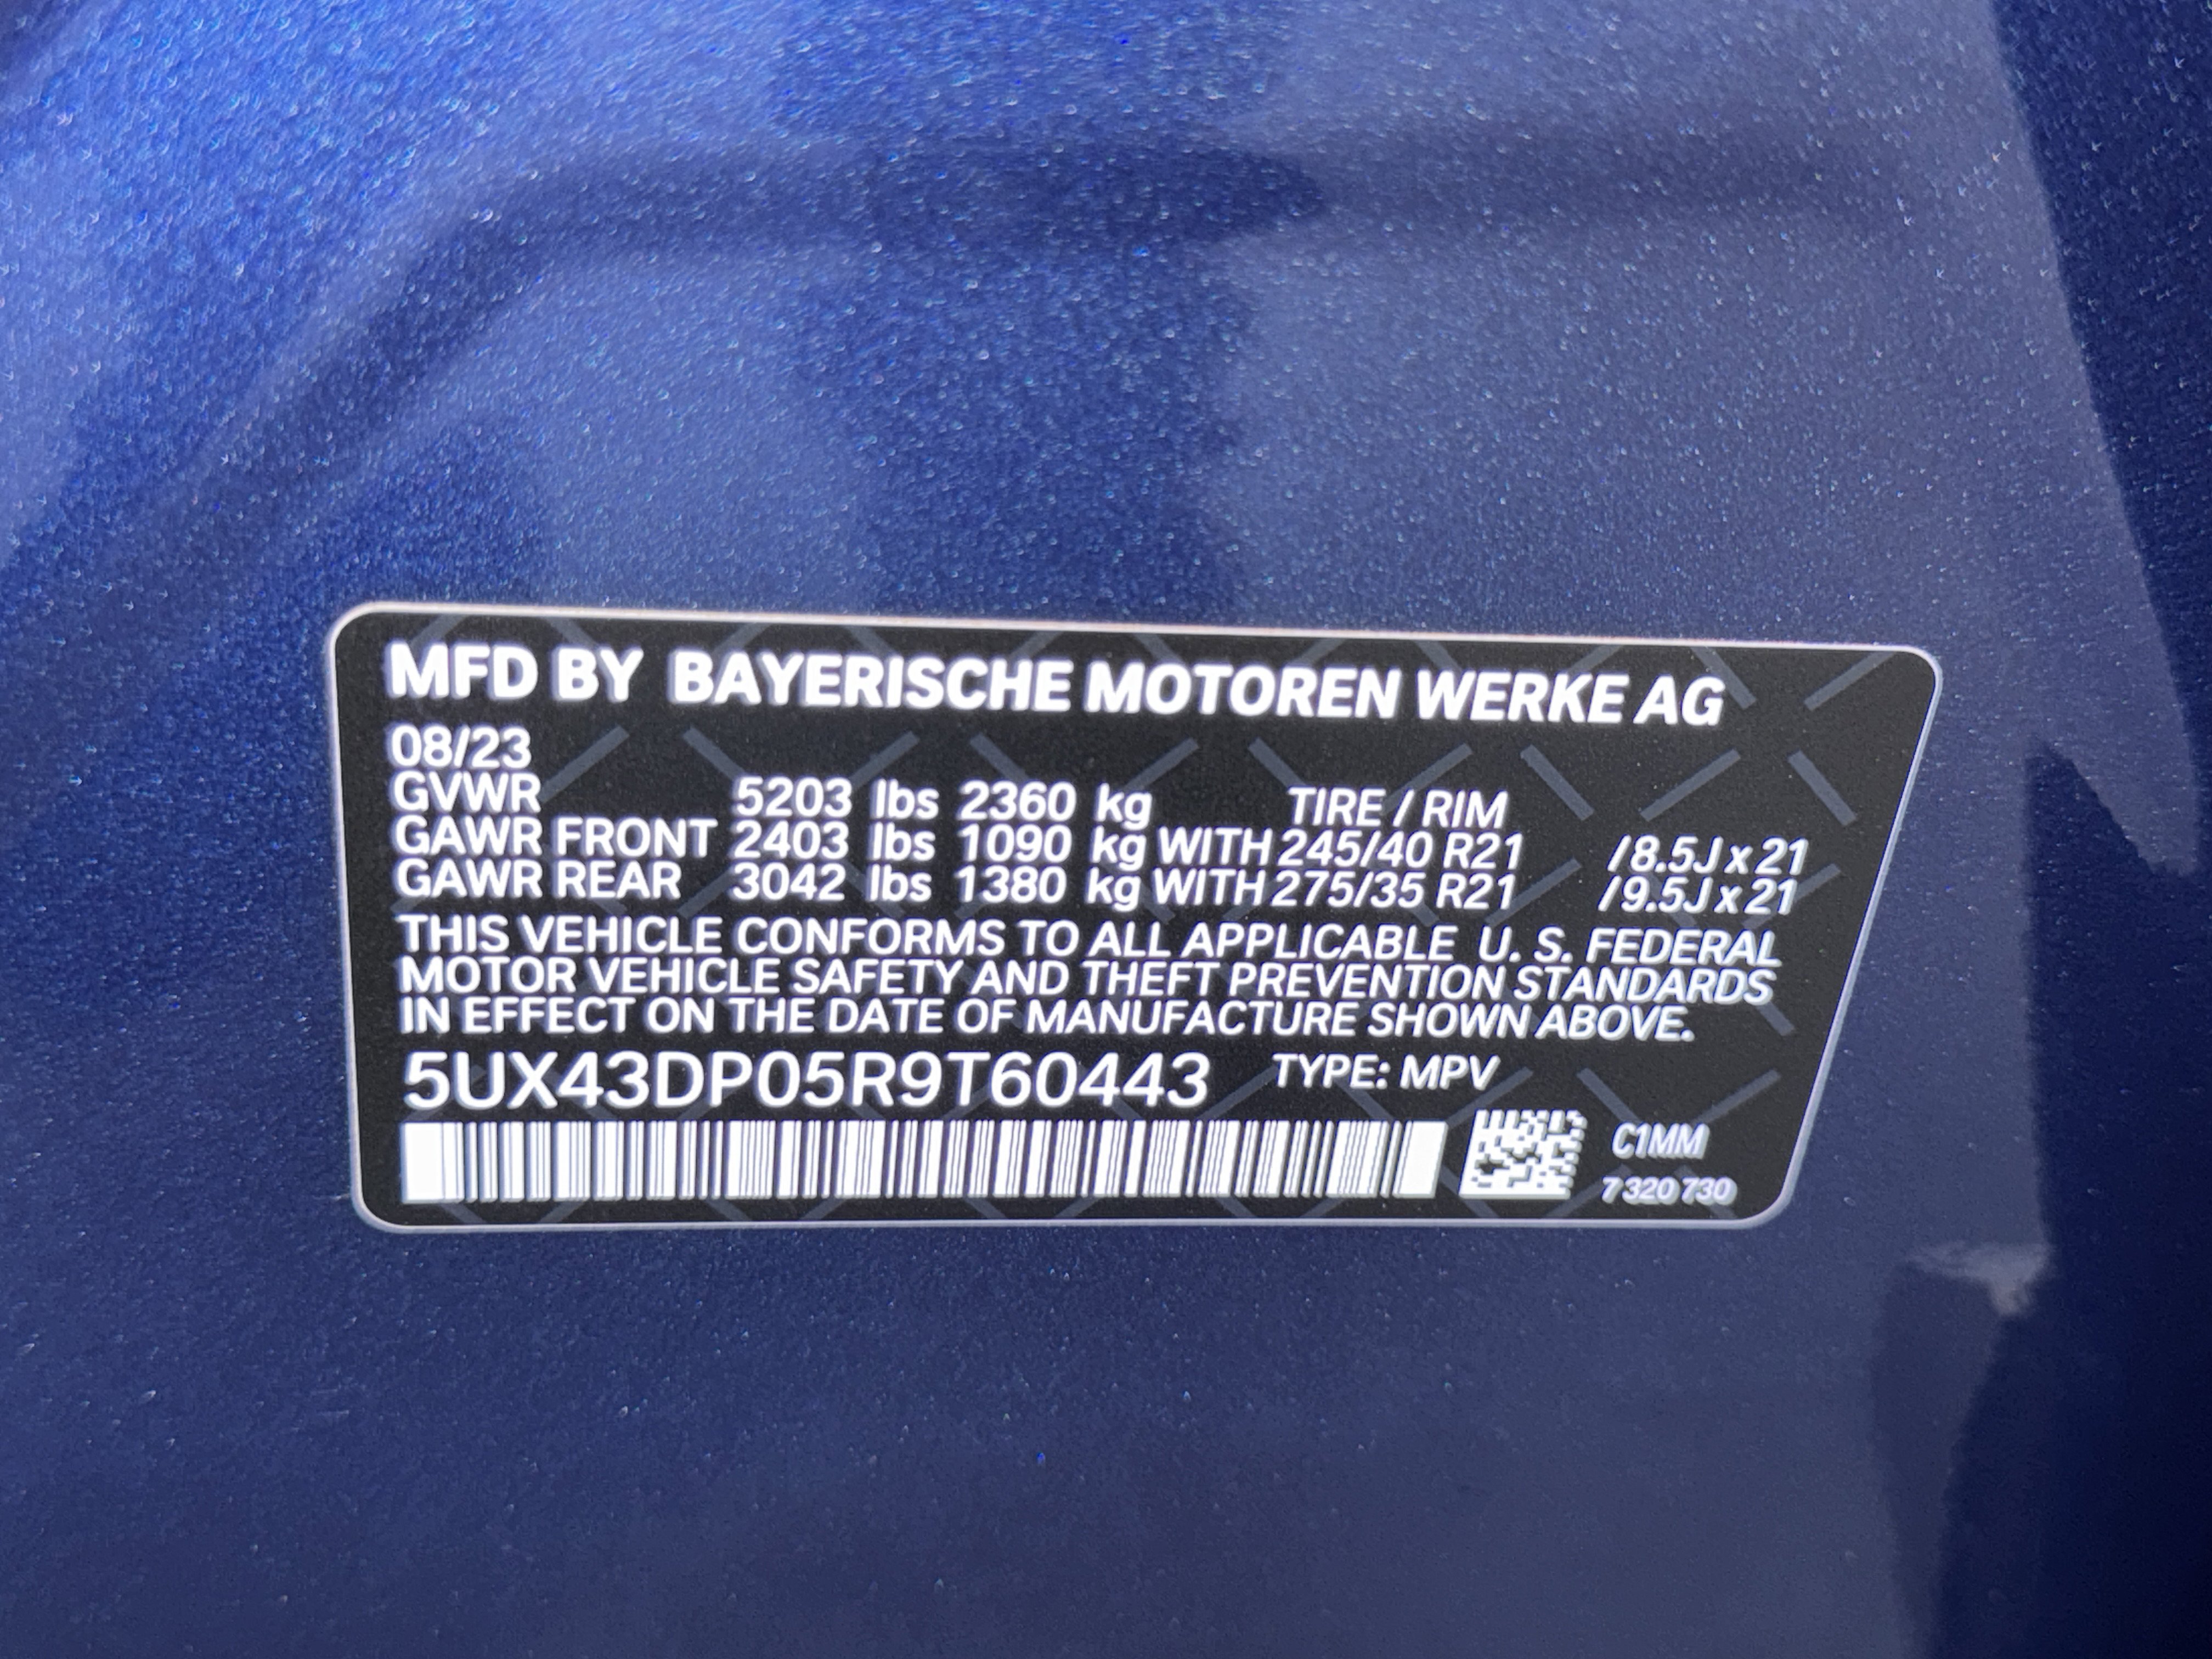 MFD BY BAYERISCHE MOTOREN WERKE AG
08/23
GVWR 5203 lbs 2360 kg TIRE / RIM
GAWR FRONT 2403 lbs 1090 kg WITH 245/40 R21 /8.5J x 21
GAWR REAR 3042 lbs 1380 kg WITH 275/35 R21 /9.5J x 21
THIS VEHICLE CONFORMS TO ALL APPLICABLE U. S. FEDERAL
MOTOR VEHICLE SAFETY AND THEFT PREVENTION STANDARDS
IN EFFECT ON THE DATE OF MANUFACTURE SHOWN ABOVE.
5UX43DP05R9T60443 TYPE: MPV
C1MM
7 320 730